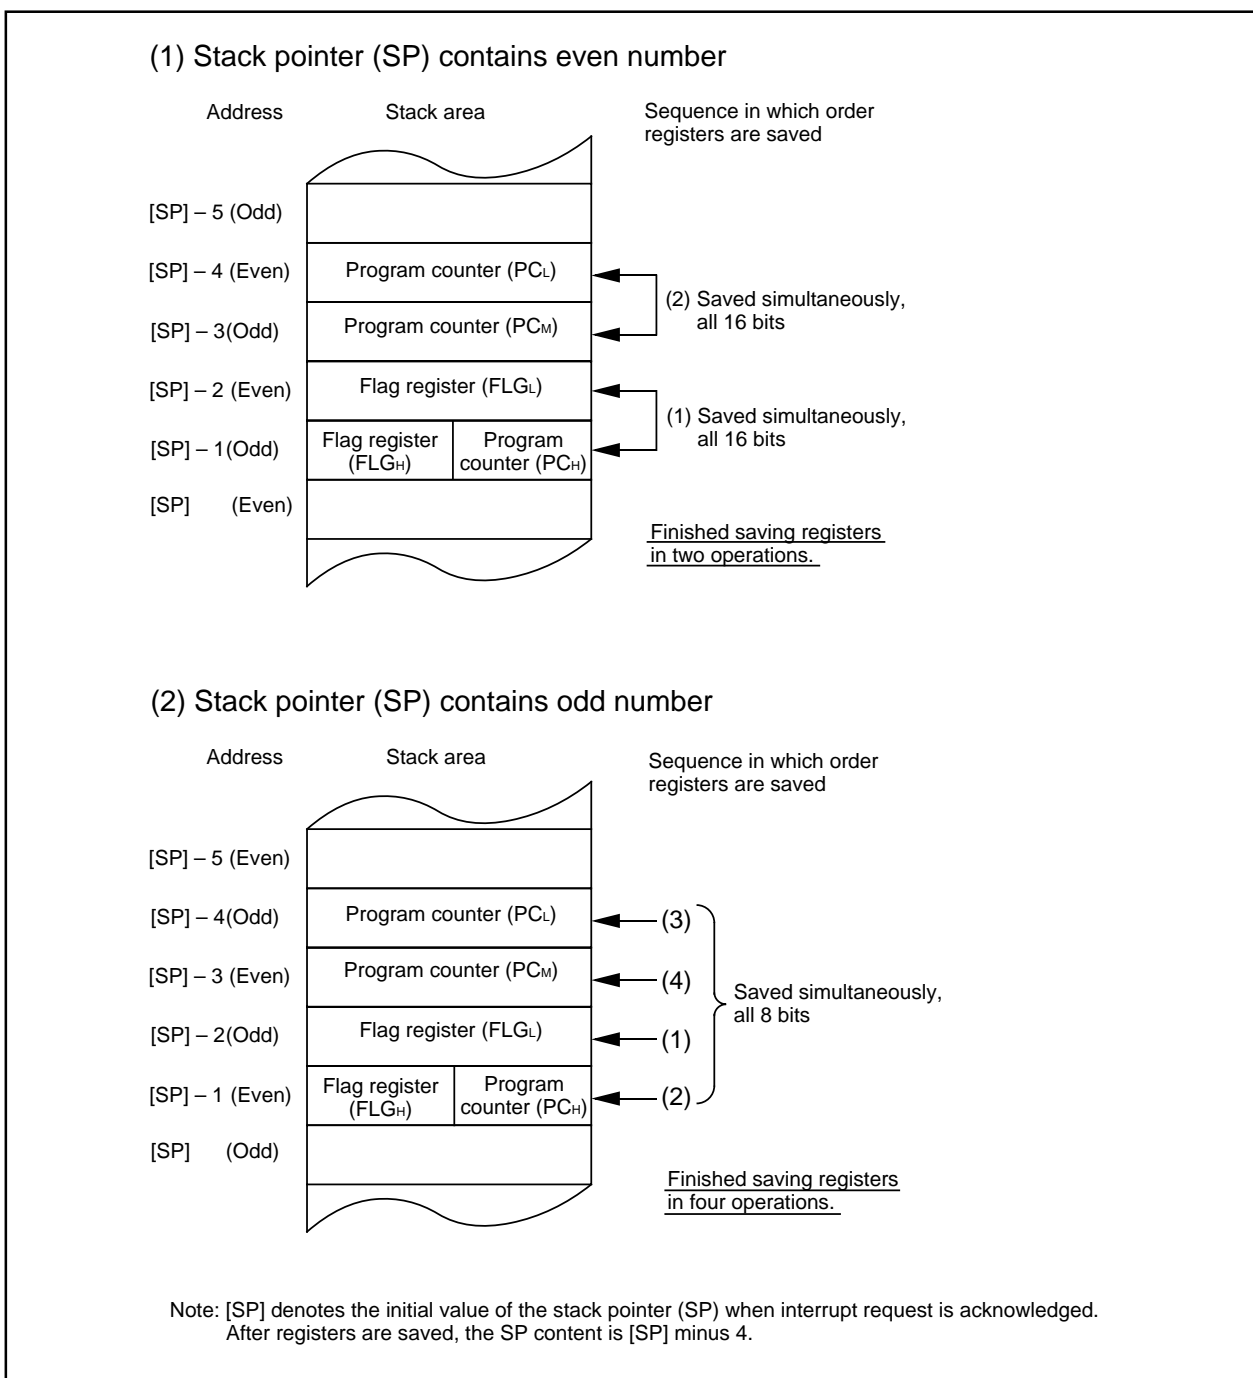 (1) Stack pointer (SP) contains even number
Address
Stack area
Sequence in which order
registers are saved
[SP] – 5 (Odd)
[SP] – 4 (Even)
Program counter (PCL)
[SP] – 3(Odd)
Program counter (PCM)
(2) Saved simultaneously,
all 16 bits
[SP] – 2 (Even)
Flag register (FLGL)
[SP] – 1(Odd)
Flag register
(FLGH)
Program
counter (PCH)
(1) Saved simultaneously,
all 16 bits
[SP] (Even)
Finished saving registers
in two operations.
(2) Stack pointer (SP) contains odd number
Address
Stack area
Sequence in which order
registers are saved
[SP] – 5 (Even)
[SP] – 4(Odd)
Program counter (PCL)
(3)
[SP] – 3 (Even)
Program counter (PCM)
(4)
Saved simultaneously,
all 8 bits
[SP] – 2(Odd)
Flag register (FLGL)
(1)
[SP] – 1 (Even)
Flag register
(FLGH)
Program
counter (PCH)
(2)
[SP] (Odd)
Finished saving registers
in four operations.
Note: [SP] denotes the initial value of the stack pointer (SP) when interrupt request is acknowledged.
After registers are saved, the SP content is [SP] minus 4.